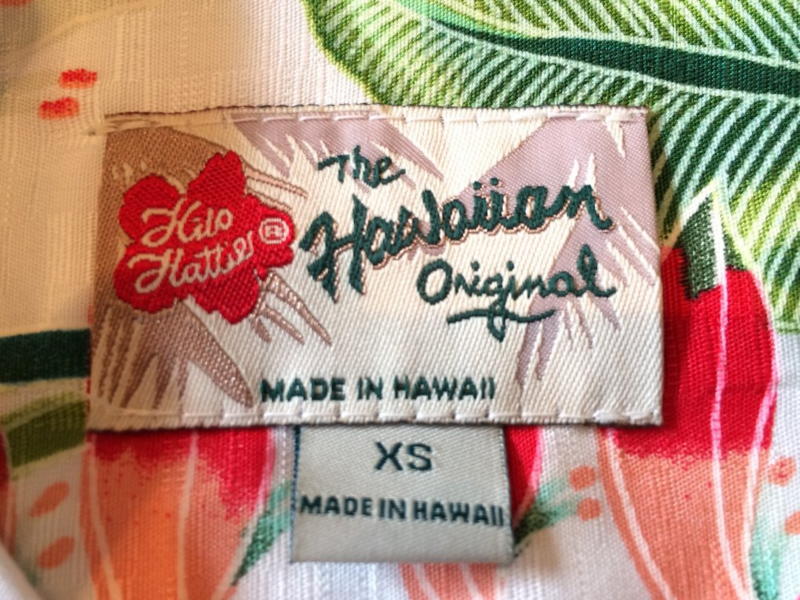 Hilo
Hattie®
The
Hawaiian
Original
MADE IN HAWAII
XS
MADE IN HAWAII